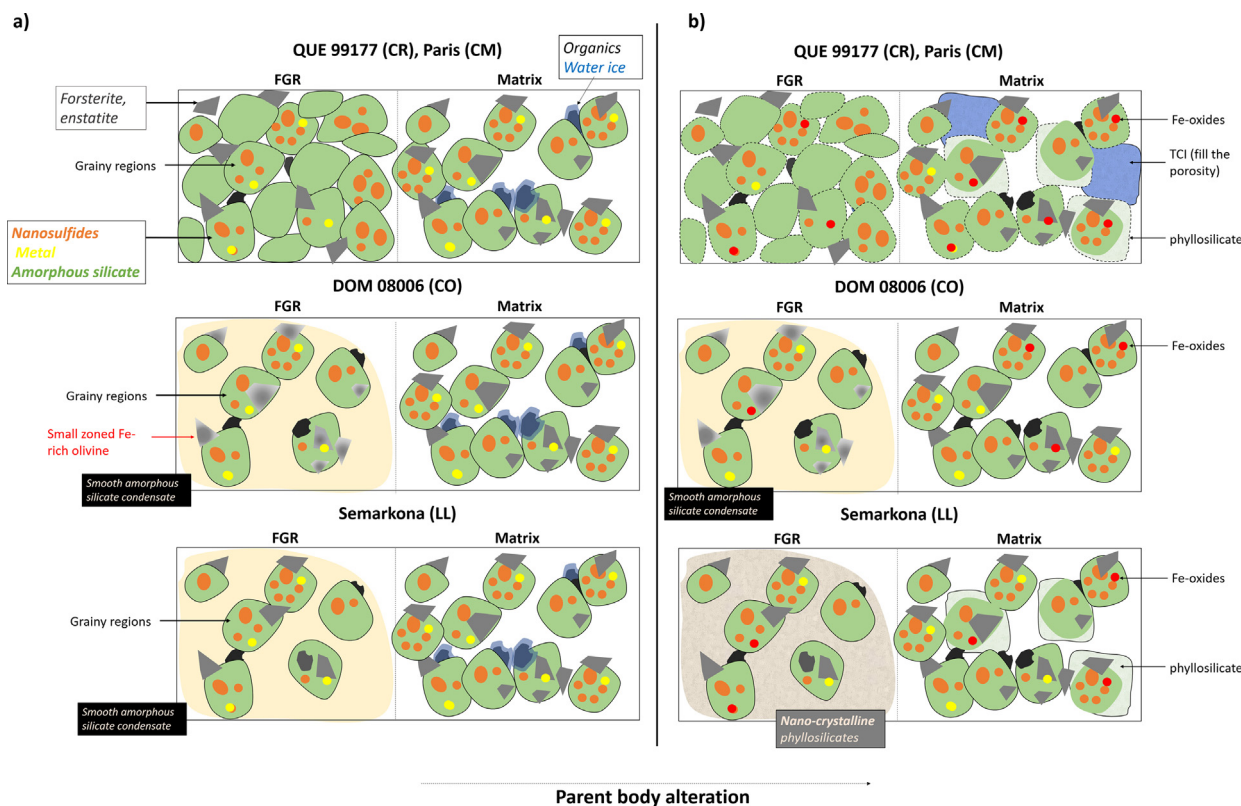 a)
QUE 99177 (CR), Paris (CM)
Organics
Water ice
FGR
Matrix
Forsterite,
enstatite
Grainy regions
Nanosulfides
Metal
Amorphous silicate
DOM 08006 (CO)
FGR
Matrix
Grainy regions
Small zoned Fe-
rich olivine
Smooth amorphous
silicate condensate
Semarkona (LL)
FGR
Matrix
Grainy regions
Smooth amorphous
silicate condensate
b)
QUE 99177 (CR), Paris (CM)
FGR
Matrix
Fe-oxides
TCI (fill the
porosity)
phyllosilicate
DOM 08006 (CO)
FGR
Matrix
Fe-oxides
Smooth amorphous
silicate condensate
Semarkona (LL)
FGR
Matrix
Fe-oxides
phyllosilicate
Nano-crystalline
phyllosilicates
Parent body alteration